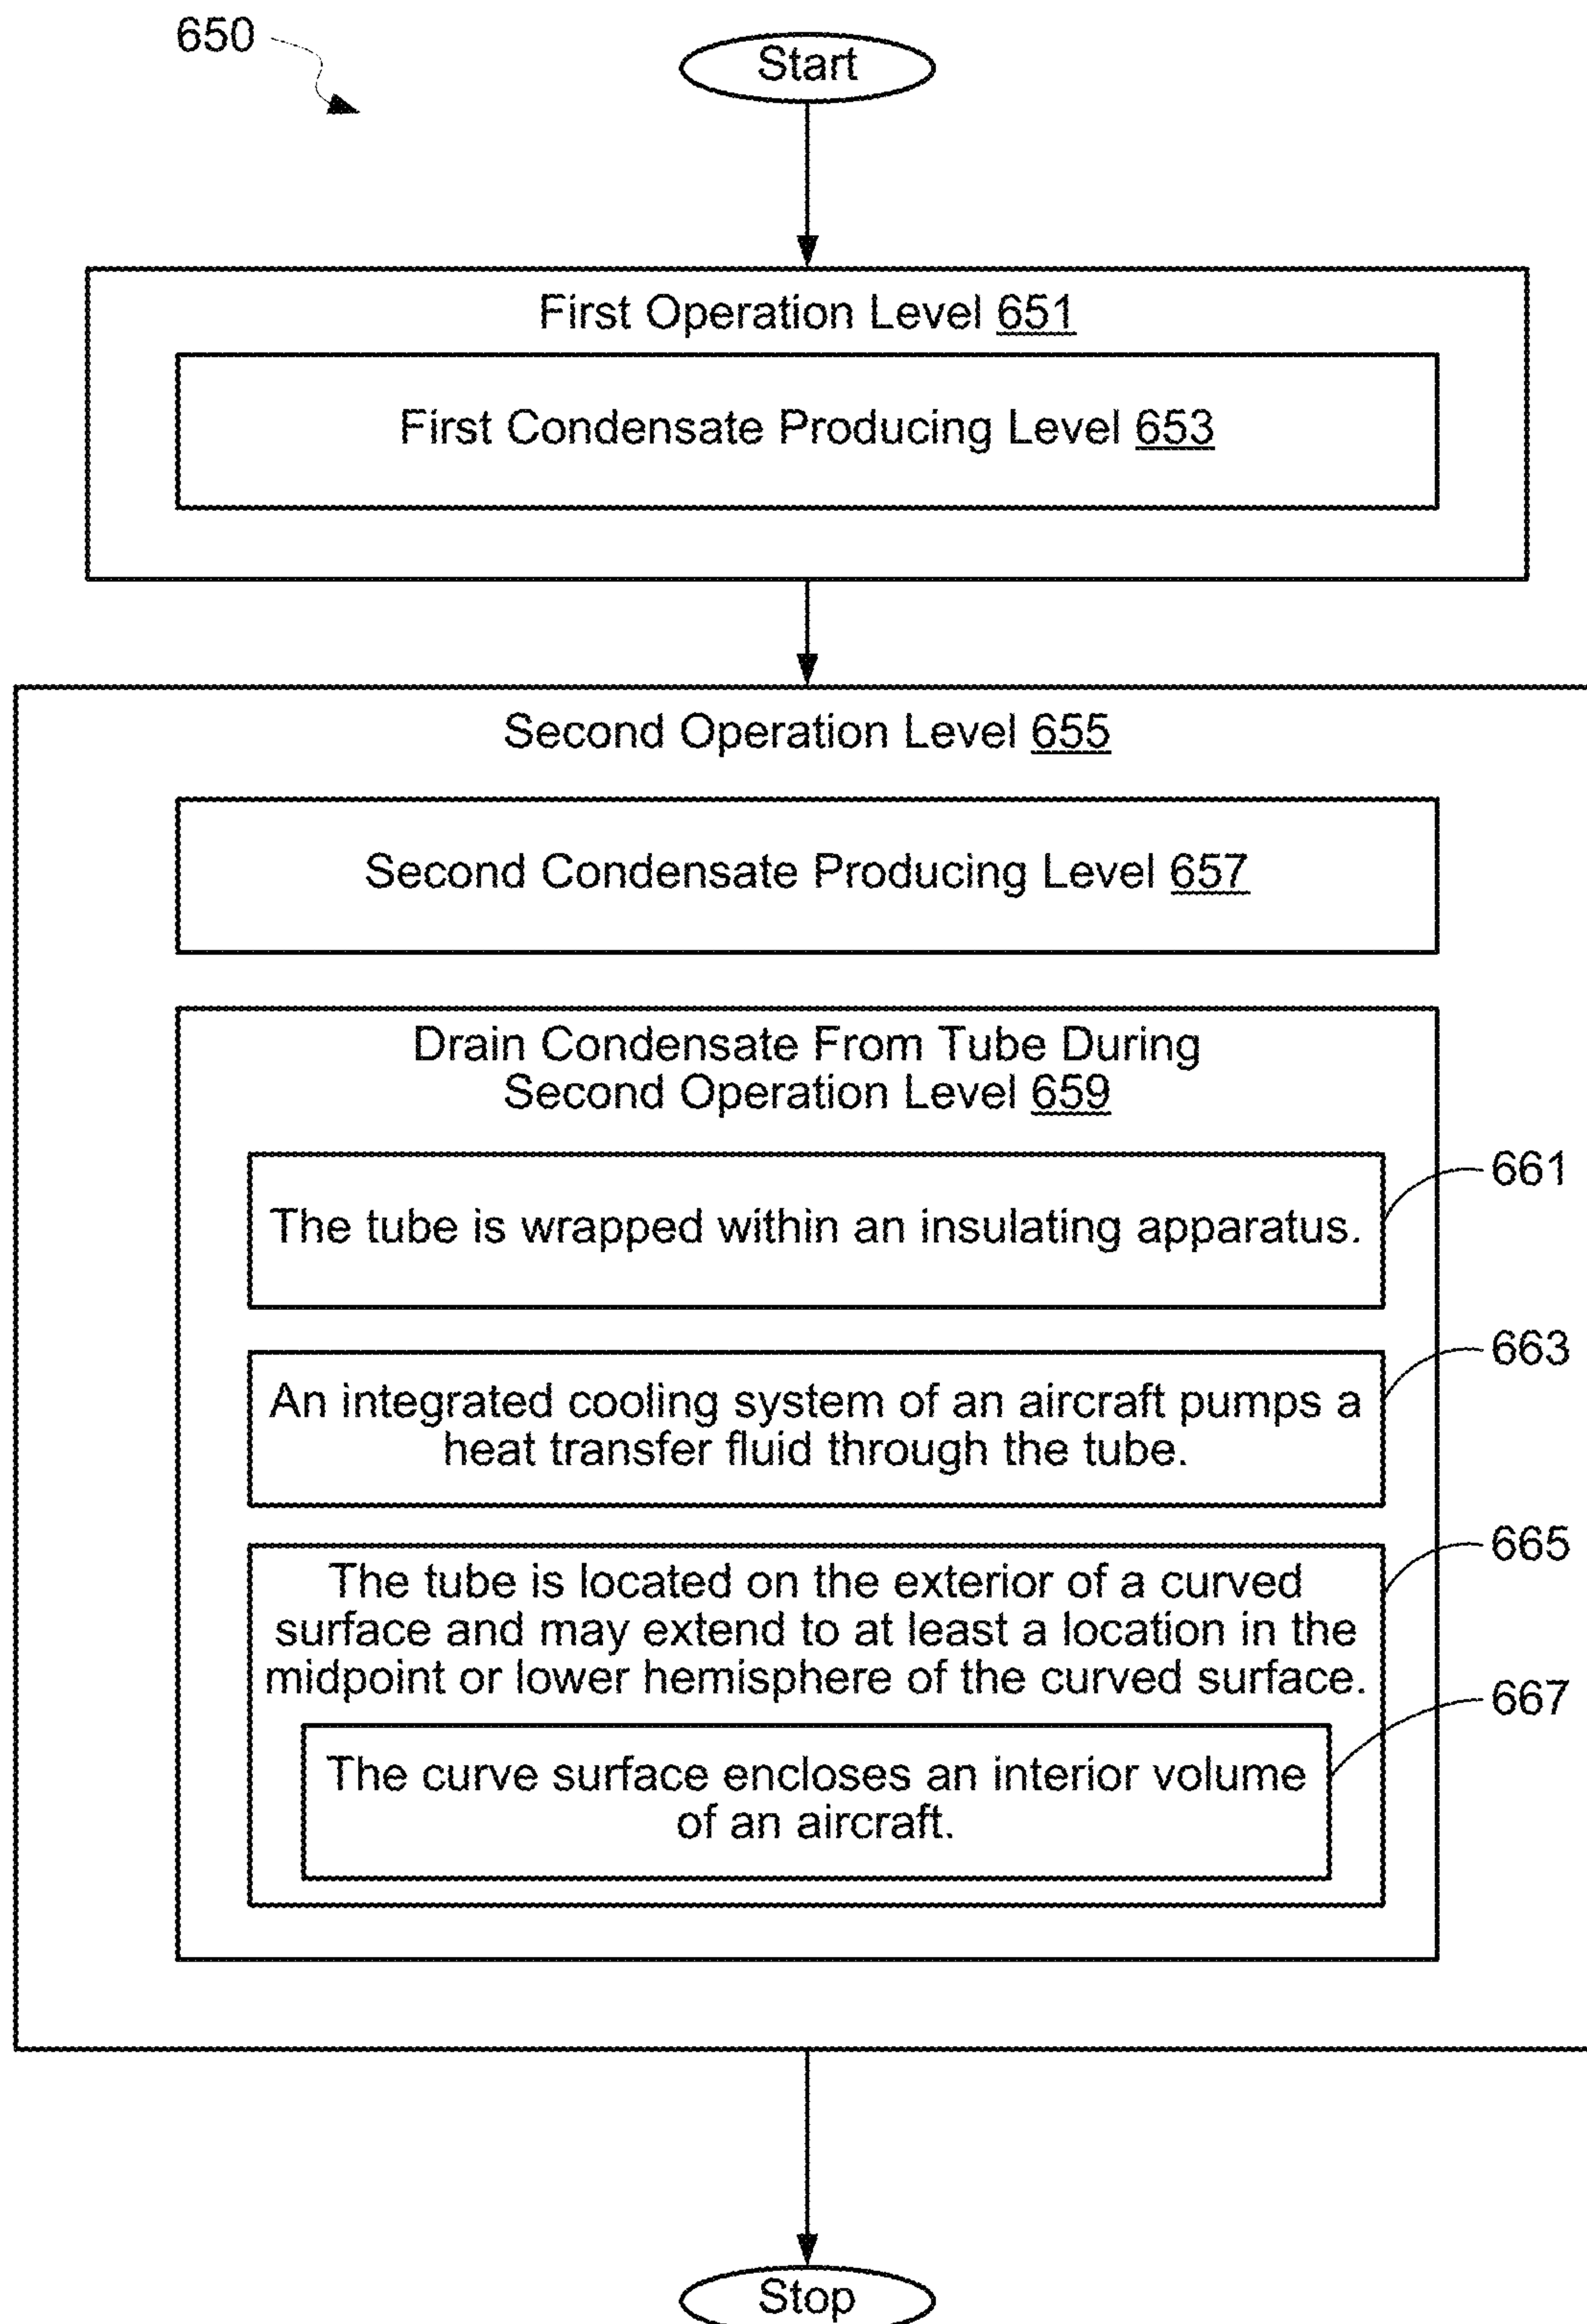 650
Start
First Operation Level 651
First Condensate Producing Level 653
Second Operation Level 655
Second Condensate Producing Level 657
Drain Condensate From Tube During
Second Operation Level 659
661
The tube is wrapped within an insulating apparatus.
663
An integrated cooling system of an aircraft pumps a
heat transfer fluid through the tube.
665
The tube is located on the exterior of a curved
surface and may extend to at least a location in the
midpoint or lower hemisphere of the curved surface.
667
The curve surface encloses an interior volume
of an aircraft.
Stop